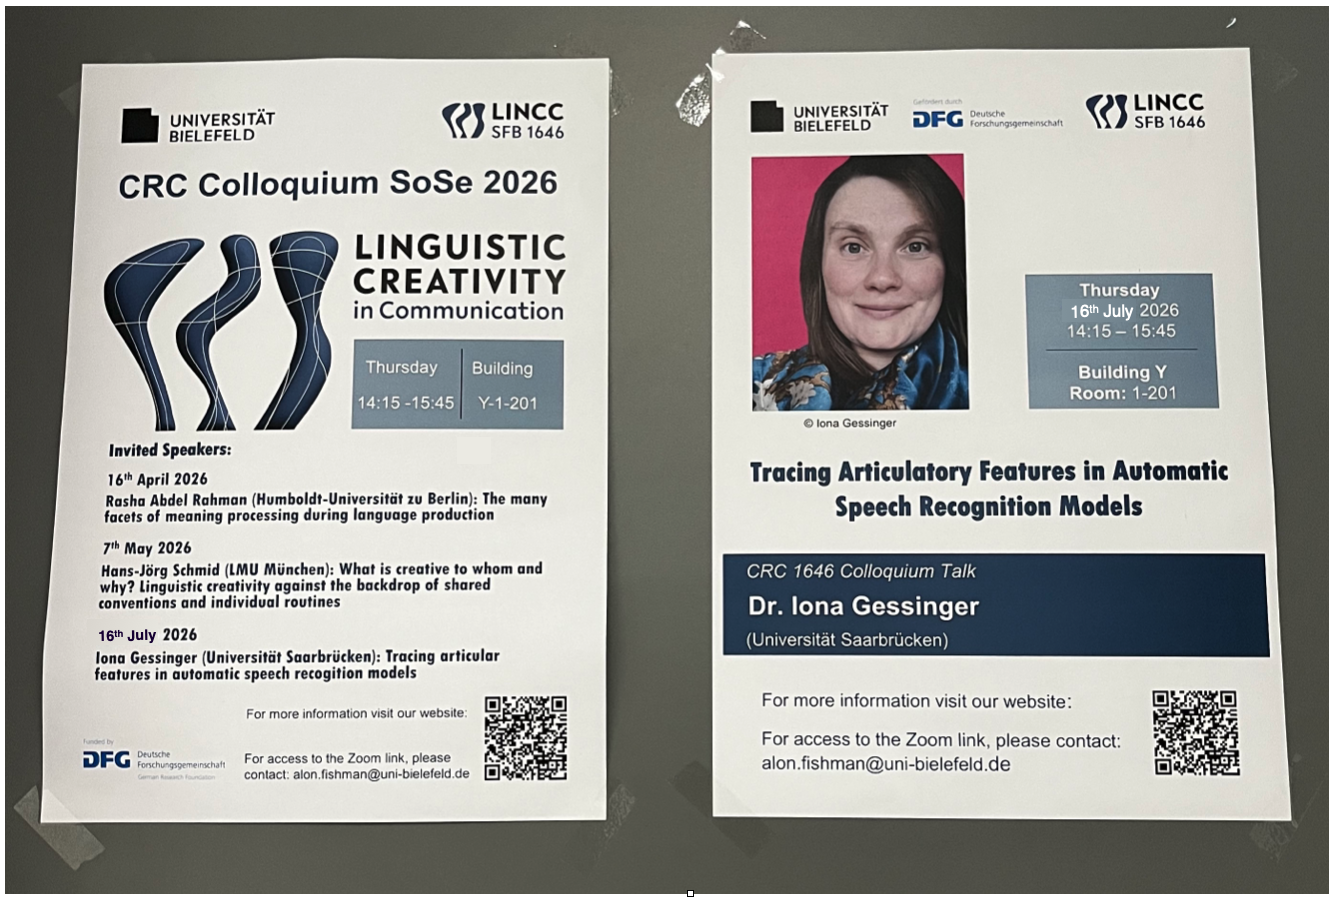 UNIVERSITÄT
BIELEFELD
LINCC
SFB 1646
CRC Colloquium SoSe 2026
LINGUISTIC
CREATIVITY
in Communication
Thursday
Building
14:15 -15:45
Y-1-201
Invited Speakers:
16th April 2026
Rasha Abdel Rahman (Humboldt-Universität zu Berlin): The many
facets of meaning processing during language production
7th May 2026
Hans-Jörg Schmid (LMU München): What is creative to whom and
why? Linguistic creativity against the backdrop of shared
conventions and individual routines
16th July 2026
Iona Gessinger (Universität Saarbrücken): Tracing articular
features in automatic speech recogition models
For more information visit our website:
Funded by
DFG
Deutsche
Forschungsgemeinschaft
German Research Foundation
For access to the Zoom link, please
contact: alon.fishman@uni-bielefeld.de
UNIVERSITÄT
BIELEFELD
Gefördert durch
DFG
Deutsche
Forschungsgemeinschaft
LINCC
SFB 1646
Thursday
16th July 2026
14:15 – 15:45
Building Y
Room: 1-201
© Iona Gessinger
Tracing Articulatory Features in Automatic
Speech Recognition Models
CRC 1646 Colloquium Talk
Dr. Iona Gessinger
(Universität Saarbrücken)
For more information visit our website:
For access to the Zoom link, please contact:
alon.fishman@uni-bielefeld.de